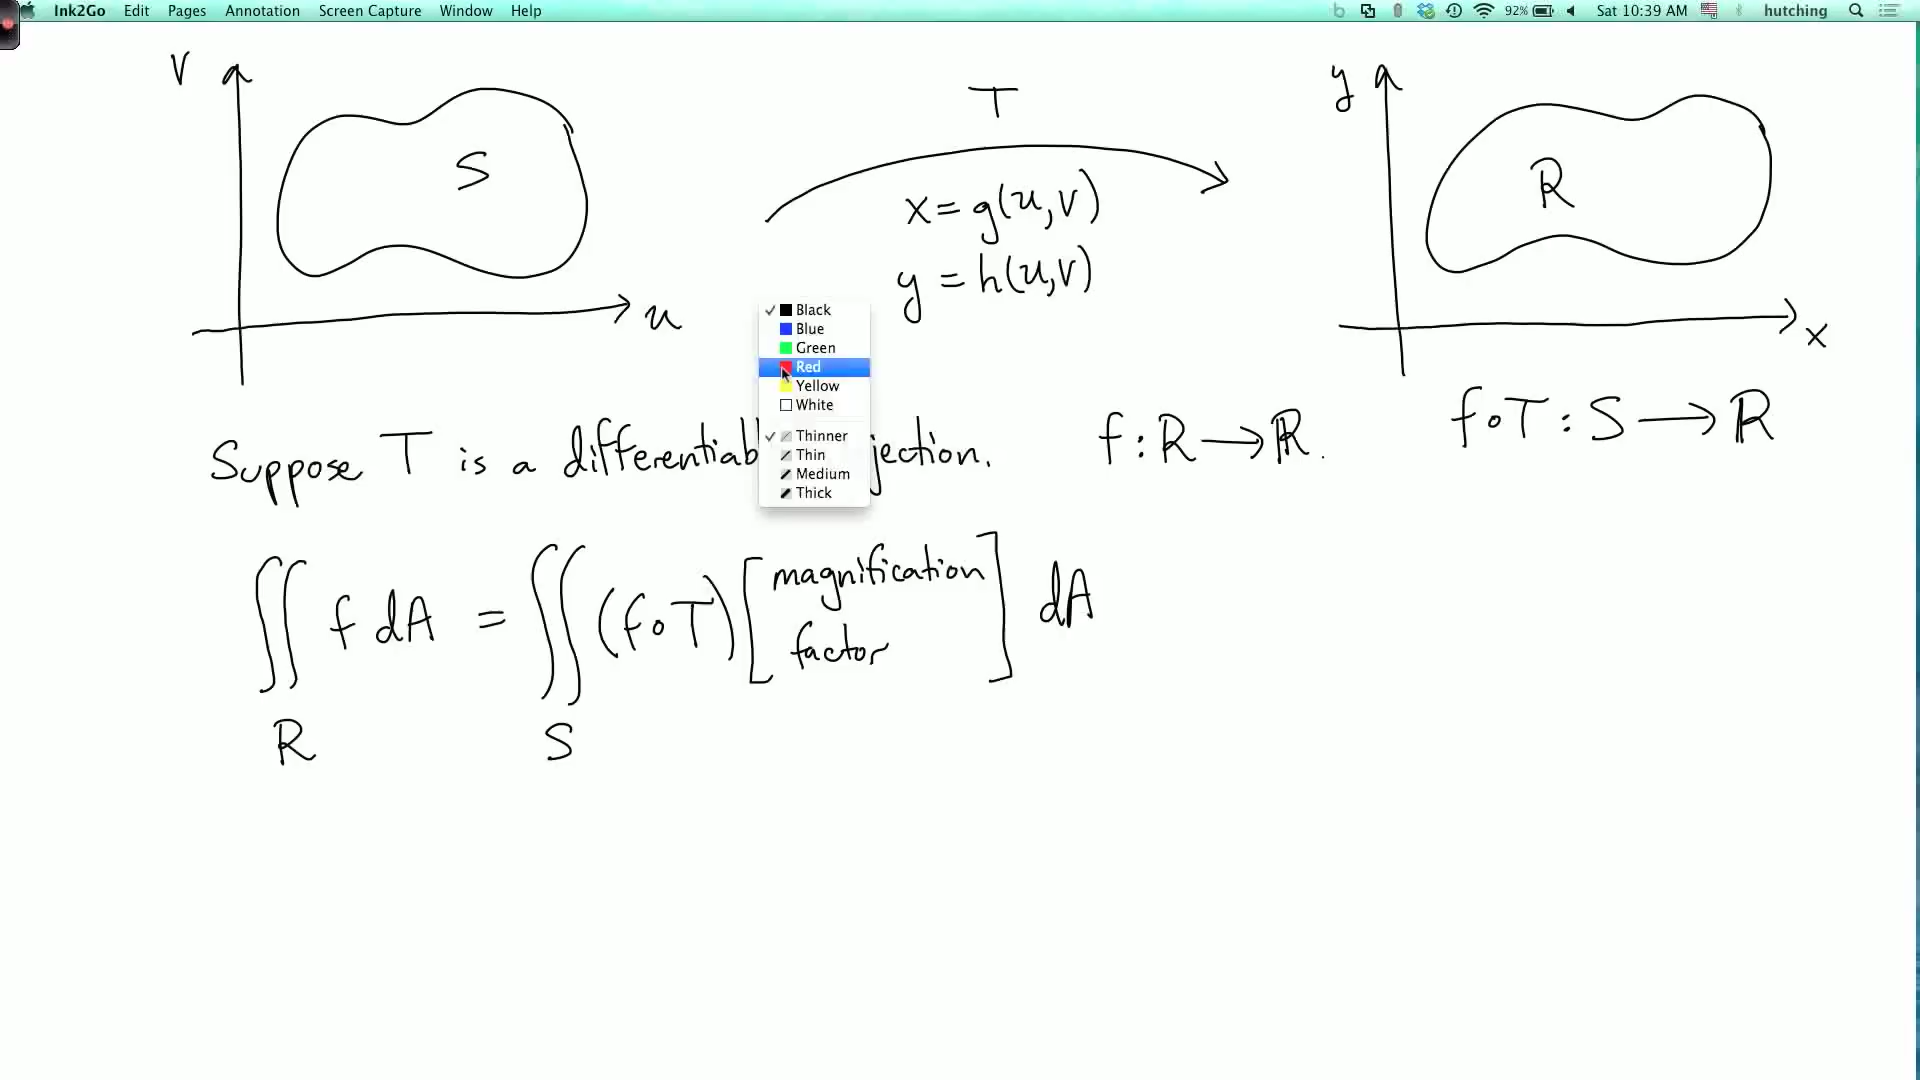 Ink2Go Edit Pages Annotation Screen Capture Window Help 92% Sat 10:39 AM hutching
V
S
u
T
x = g(u,v)
y = h(u,v)
y
R
x
Black
Blue
Green
Red
Yellow
White
Thinner
Thin
Medium
Thick
Suppose T is a differentiab jection. f : R → ℝ. f∘T : S → ℝ
∬ f dA = ∬ (f∘T) [magnification factor] dA
R S